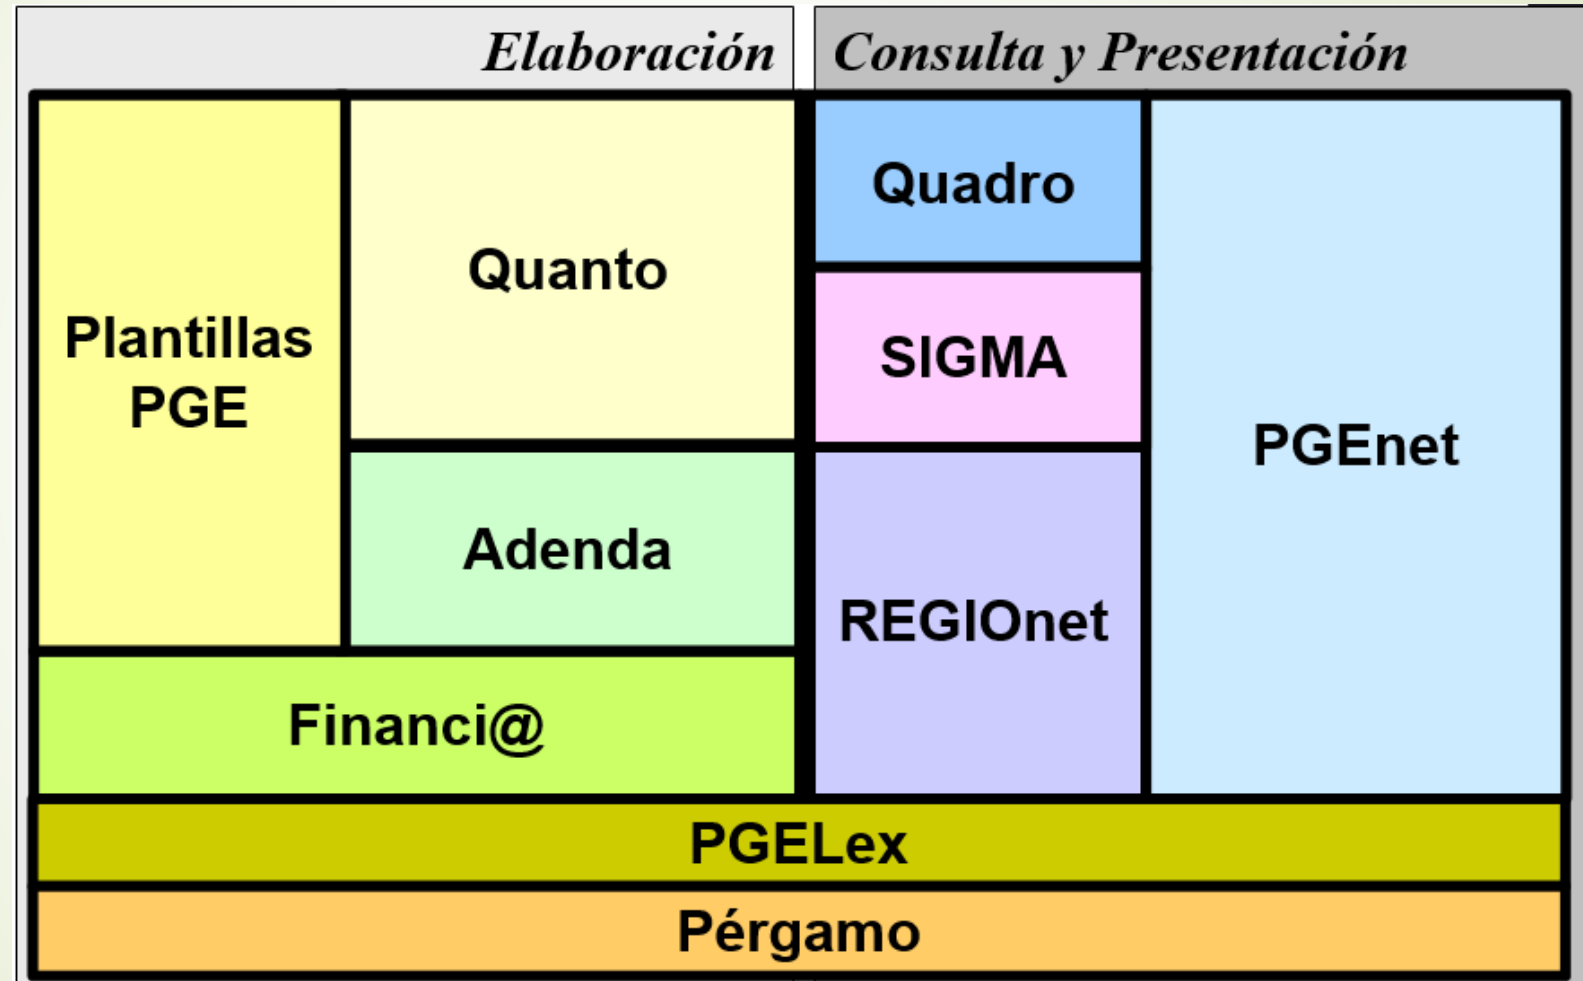 Elaboración
Consulta y Presentación
Plantillas
PGE
Quanto
Adenda
Financi@
Quadro
SIGMA
REGIOnet
PGEnet
PGELex
Pérgamo